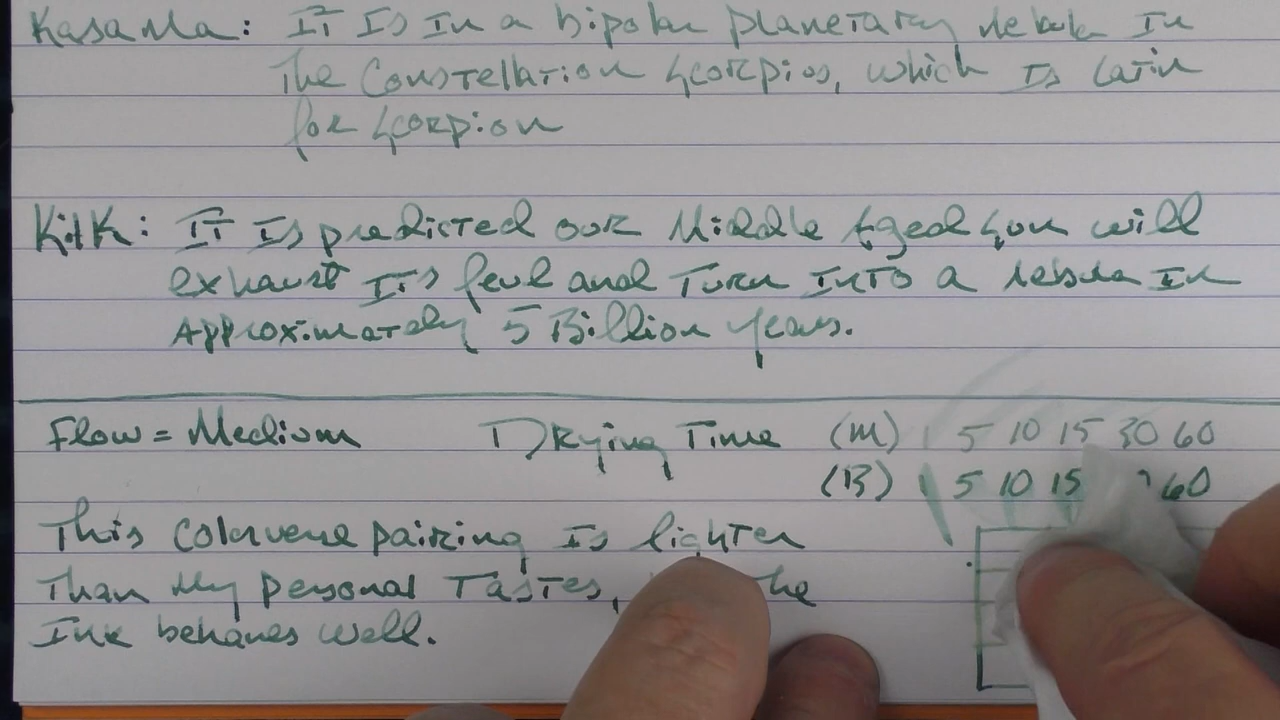 Kasama: It Is In a bipolar planetary nebula In
The Constellation Scorpios, which Is Latin
for Scorpion
KitK: It Is predicted our Middle Aged Sun will
exhaust Its feul and Turn Into a nebula In
Approximately 5 Billion years.
Flow = Medium Drying Time (M) 1 5 10 15 30 60
(B) 1 5 10 15 60
This Colorverse pairing Is lighter
Than My personal Tastes, the
Ink behaves well.